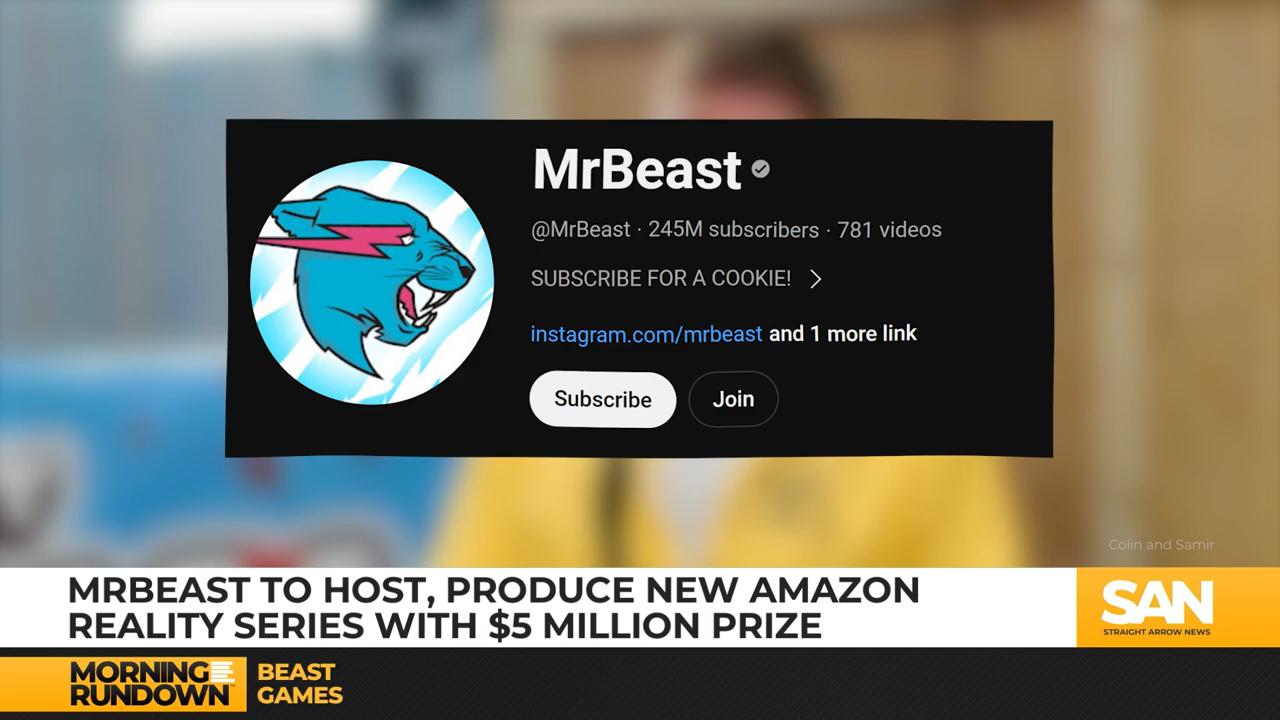 MrBeast
@MrBeast · 245M subscribers · 781 videos
SUBSCRIBE FOR A COOKIE!
instagram.com/mrbeast and 1 more link
Subscribe
Join
Colin and Samir
MRBEAST TO HOST, PRODUCE NEW AMAZON
REALITY SERIES WITH $5 MILLION PRIZE
SAN
STRAIGHT ARROW NEWS
MORNING
RUNDOWN
BEAST
GAMES